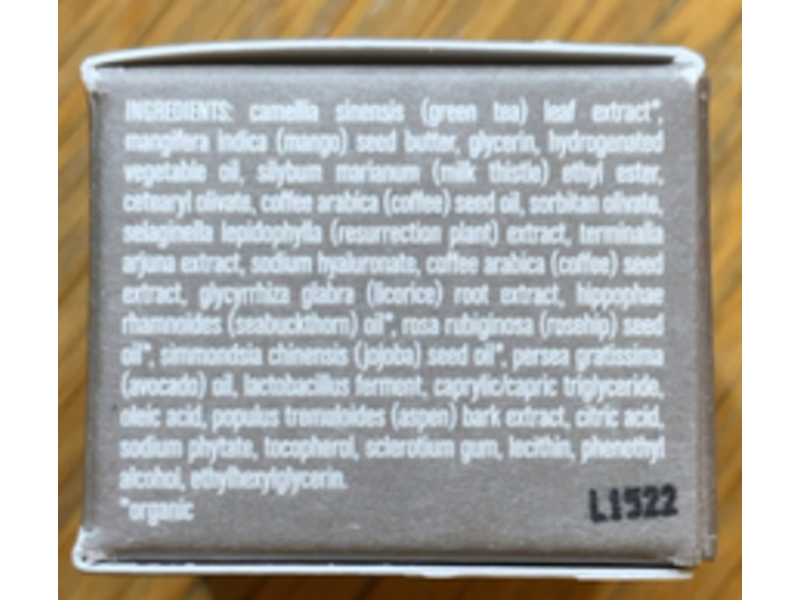 INGREDIENTS: camellia sinensis (green tea) leaf extract*,
mangifera indica (mango) seed butter, glycerin, hydrogenated
vegetable oil, silybum marianum (milk thistle) ethyl ester,
cetearyl olivate, coffee arabica (coffee) seed oil, sorbitan olivate,
selaginella lepidophylla (resurrection plant) extract, terminalia
arjuna extract, sodium hyaluronate, coffee arabica (coffee) seed
extract, glycyrrhiza glabra (licorice) root extract, hippophae
rhamnoides (seabuckthorn) oil*, rosa rubiginosa (rosehip) seed
oil*, simmondsia chinensis (jojoba) seed oil*, persea gratissima
(avocado) oil, lactobacillus ferment, caprylic/capric triglyceride,
oleic acid, populus tremuloides (aspen) bark extract, citric acid,
sodium phytate, tocopherol, sclerotium gum, lecithin, phenethyl
alcohol, ethylhexylglycerin.
*organic
L1522